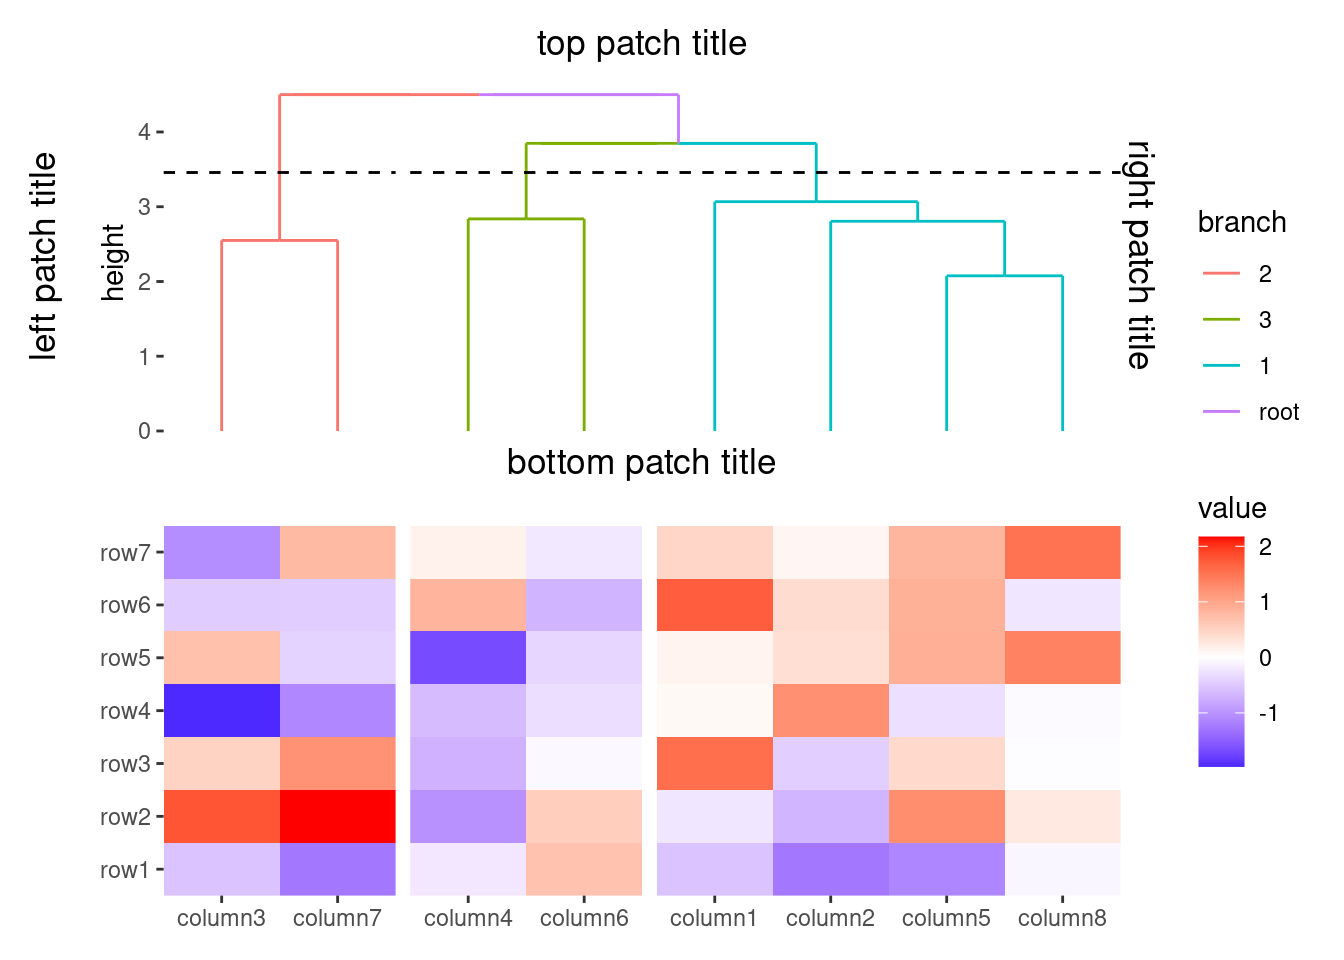 top patch title
left patch title
height
4
3
2
1
0
right patch title
branch
2
3
1
root
bottom patch title
value
2
1
0
-1
row7
row6
row5
row4
row3
row2
row1
column3 column7 column4 column6 column1 column2 column5 column8